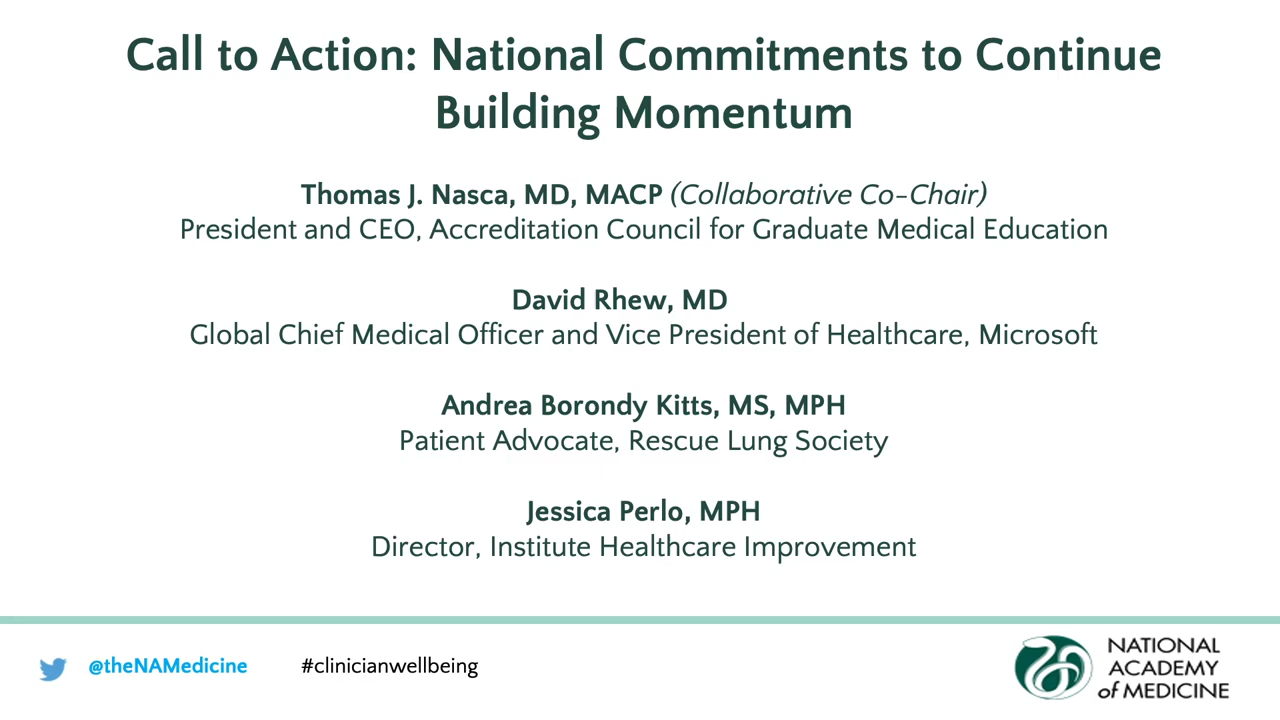 Call to Action: National Commitments to Continue
Building Momentum
Thomas J. Nasca, MD, MACP (Collaborative Co-Chair)
President and CEO, Accreditation Council for Graduate Medical Education
David Rhew, MD
Global Chief Medical Officer and Vice President of Healthcare, Microsoft
Andrea Borondy Kitts, MS, MPH
Patient Advocate, Rescue Lung Society
Jessica Perlo, MPH
Director, Institute Healthcare Improvement
@theNAMedicine #clinicianwellbeing
NATIONAL
ACADEMY
of MEDICINE